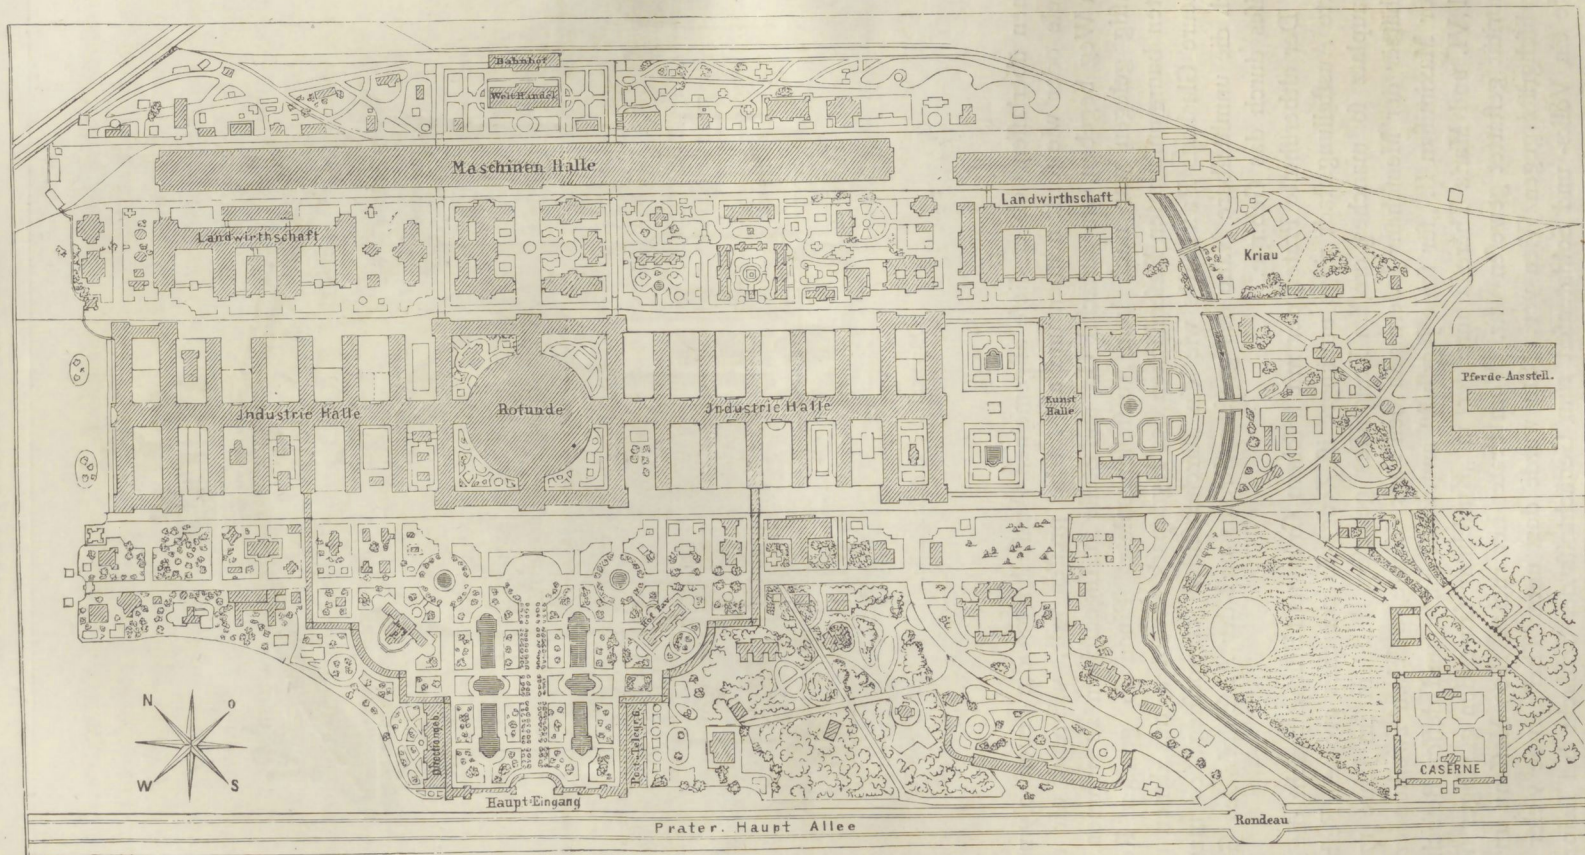 Bahnhof
Welt Handel
Maschinen Halle
Landwirthschaft
Landwirthschaft
Kriau
Industrie Halle
Rotunde
Industrie Halle
Kunst
Halle
Pferde-Ausstell.
Jury
N
O
W
S
Haupt-Eingang
CASERNE
Prater. Haupt Allee
Rondeau